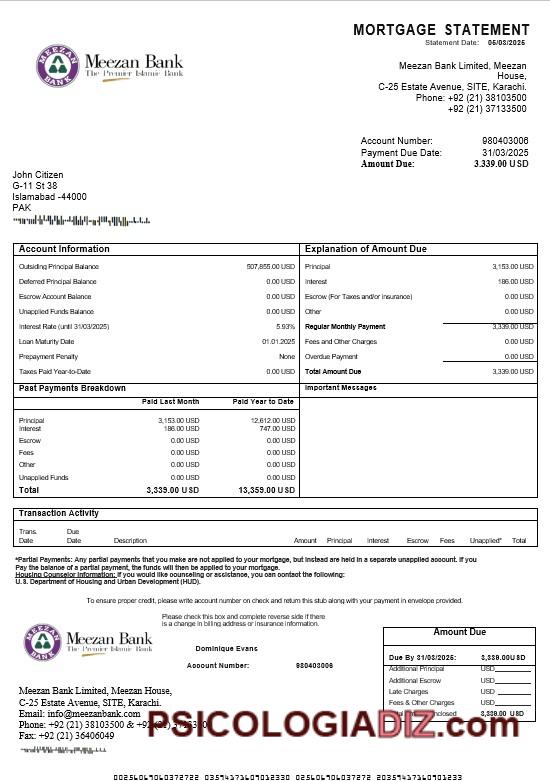 MORTGAGE STATEMENT
Statement Date: 05/03/2025
MEEZAN
BANK
Meezan Bank
The Premier Islamic Bank
Meezan Bank Limited, Meezan
House,
C-25 Estate Avenue, SITE, Karachi.
Phone: +92 (21) 38103500
+92 (21) 37133500
Account Number: 980403006
Payment Due Date: 31/03/2025
Amount Due: 3.339.00 USD
John Citizen
G-11 St 38
Islamabad -44000
PAK
Account Information
Outsiding Principal Balance 507,855.00 USD
Deferred Principal Balance 0.00 USD
Escrow Account Balance 0.00 USD
Unapplied Funds Balance 0.00 USD
Interest Rate (until 31/03/2025) 5.93%
Loan Maturity Date 01.01.2025
Prepayment Penalty None
Taxes Paid Year-to-Date 0.00 USD
Explanation of Amount Due
Principal 3,153.00 USD
Interest 186.00 USD
Escrow (For Taxes and/or insurance) 0.00 USD
Other 0.00 USD
Regular Monthly Payment 3,339.00 USD
Fees and Other Charges 0.00 USD
Overdue Payment 0.00 USD
Total Amount Due 3,339.00 USD
Past Payments Breakdown
Paid Last Month Paid Year to Date
Principal 3,153.00 USD 12,612.00 USD
Interest 186.00 USD 747.00 USD
Escrow 0.00 USD 0.00 USD
Fees 0.00 USD 0.00 USD
Other 0.00 USD 0.00 USD
Unapplied Funds 0.00 USD 0.00 USD
Total 3,339.00 USD 13,359.00 USD
Important Messages
Transaction Activity
Trans. Due
Date Date Description Amount Principal Interest Escrow Fees Unapplied* Total
*Partial Payments: Any partial payments that you make are not applied to your mortgage, but instead are held in a separate unapplied account. If you
Pay the balance of a partial payment, the funds will then be applied to your mortgage.
Housing Counselor Information: If you would like counseling or assistance, you can contact the following:
U.S. Department of Housing and Urban Development (HUD).
To ensure proper credit, please write account number on check and return this stub along with your payment in envelope provided.
MEEZAN
BANK
Meezan Bank
The Premier Islamic Bank
Please check this box and complete reverse side if there
is a change in billing address or insurance information.
Dominique Evans
Account Number: 980403006
Amount Due
Due By 31/03/2025: 3,339.00USD
Additional Principal USD
Additional Escrow USD
Late Charges USD
Fees & Other Charges USD
3,339.00 USD
Meezan Bank Limited, Meezan House,
C-25 Estate Avenue, SITE, Karachi.
Email: info@meezanbank.com
Phone: +92 (21) 38103500 & +92 (21) 37133500
Fax: +92 (21) 36406049
PSICOLOGIADIZ.com